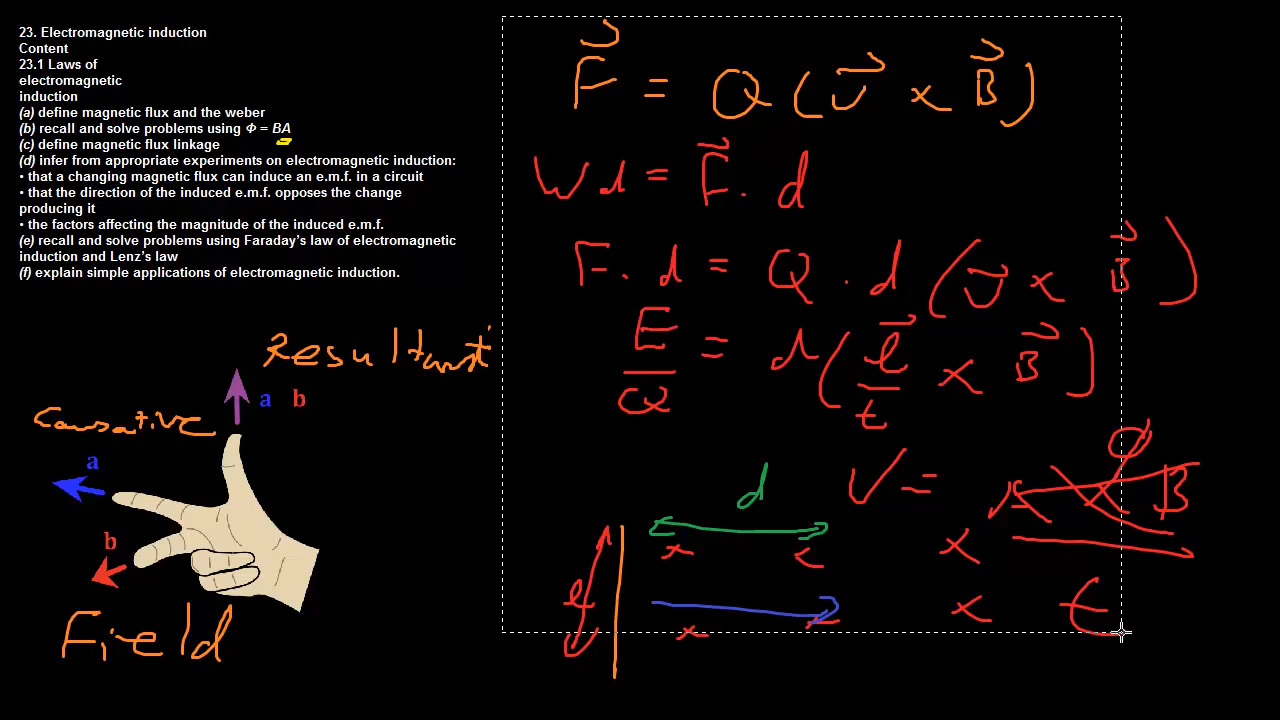 23. Electromagnetic induction
Content
23.1 Laws of
electromagnetic
induction
(a) define magnetic flux and the weber
(b) recall and solve problems using Φ = BA
(c) define magnetic flux linkage
(d) infer from appropriate experiments on electromagnetic induction:
• that a changing magnetic flux can induce an e.m.f. in a circuit
• that the direction of the induced e.m.f. opposes the change
producing it
• the factors affecting the magnitude of the induced e.m.f.
(e) recall and solve problems using Faraday's law of electromagnetic
induction and Lenz's law
(f) explain simple applications of electromagnetic induction.
F⃗ = Q (v⃗ × B⃗)
Wd = F⃗ . d
F . d = Q . d (v⃗ × B⃗)
E/Q = d (l⃗/t × B⃗)
Resultant
a b
Causative
a
b
Field
V =
B
d
l
x
x
x
x
x
t